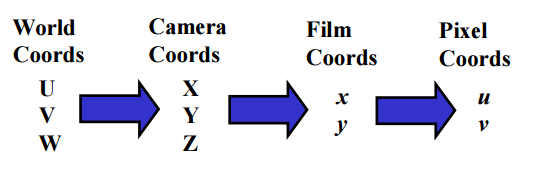 World Coords
U
V
W
Camera Coords
X
Y
Z
Film Coords
x
y
Pixel Coords
u
v